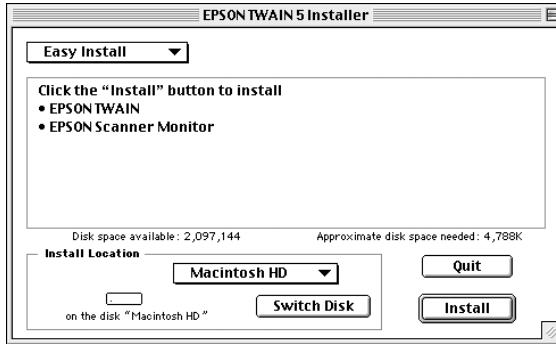 EPSON TWAIN 5 Installer
Easy Install
Click the “Install” button to install
• EPSON TWAIN
• EPSON Scanner Monitor
Disk space available: 2,097,144 Approximate disk space needed: 4,788K
Install Location
Macintosh HD
Quit
Switch Disk
on the disk “Macintosh HD”
Install